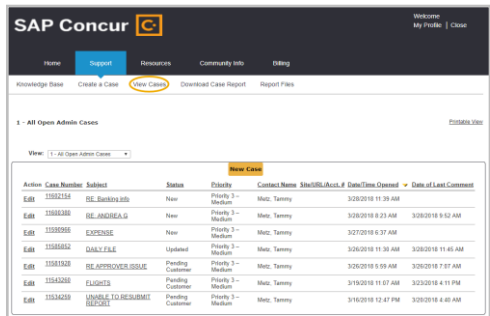 SAP Concur C
Welcome
My Profile | Close
Home Support Resources Community Info Billing
Knowledge Base Create a Case View Cases Download Case Report Report Files
1 - All Open Admin Cases Printable View
View: 1 - All Open Admin Cases
New Case
Action Case Number Subject Status Priority Contact Name Site/URL/Acct. # Date/Time Opened Date of Last Comment
Edit 11602154 RE: Banking Info New Priority 3 – Medium Metz, Tammy 3/28/2018 11:39 AM
Edit 11600380 RE: ANDREA G New Priority 3 – Medium Metz, Tammy 3/28/2018 8:23 AM 3/28/2018 9:52 AM
Edit 11598966 EXPENSE New Priority 3 – Medium Metz, Tammy 3/27/2018 6:37 AM
Edit 11585052 DAILY FILE Updated Priority 3 – Medium Metz, Tammy 3/26/2018 11:38 AM 3/28/2018 11:45 AM
Edit 11581928 RE APPROVER ISSUE Pending Customer Priority 3 – Medium Metz, Tammy 3/26/2018 5:59 AM 3/26/2018 7:07 AM
Edit 11543260 FLIGHTS Pending Customer Priority 3 – Medium Metz, Tammy 3/19/2018 11:07 AM 3/23/2018 4:11 PM
Edit 11534259 UNABLE TO RESUBMIT REPORT Pending Customer Priority 3 – Medium Metz, Tammy 3/16/2018 12:47 PM 3/20/2018 4:40 AM